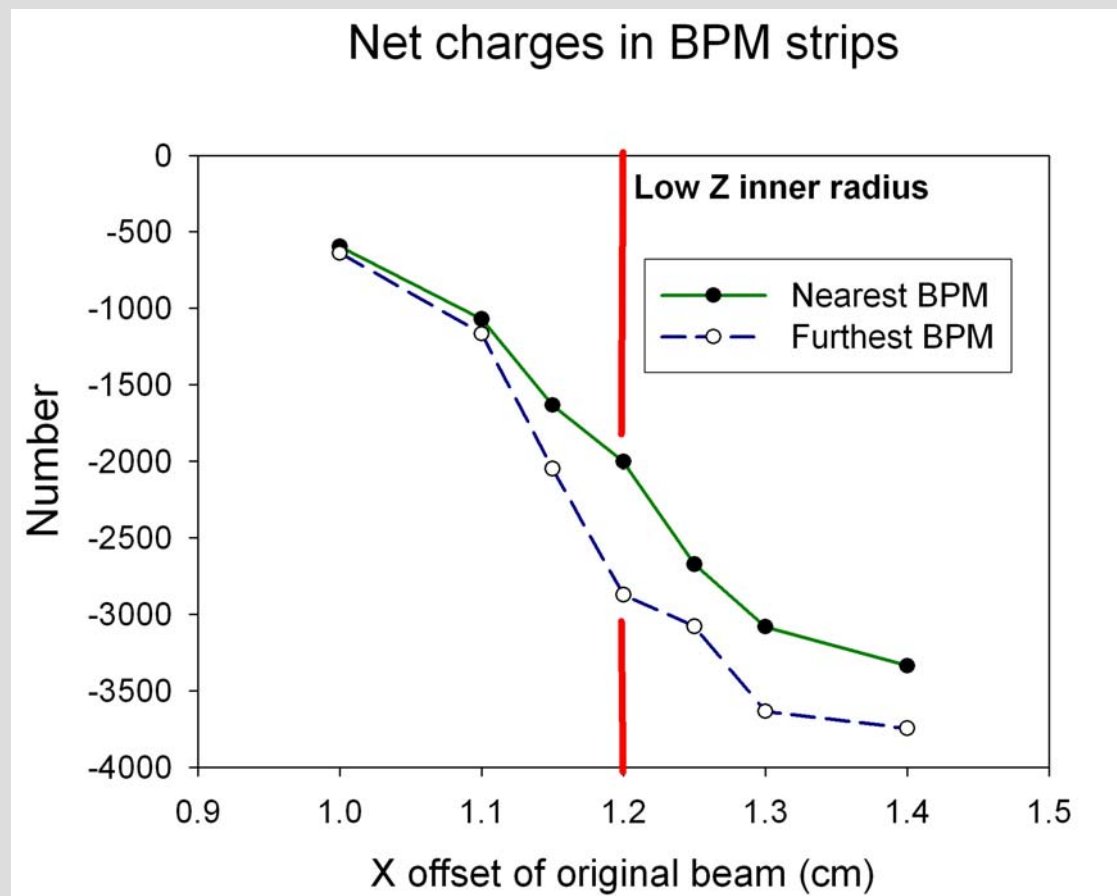 Net charges in BPM strips
0
-500
-1000
-1500
-2000
-2500
-3000
-3500
-4000
Number
Low Z inner radius
Nearest BPM
Furthest BPM
0.9 1.0 1.1 1.2 1.3 1.4 1.5
X offset of original beam (cm)